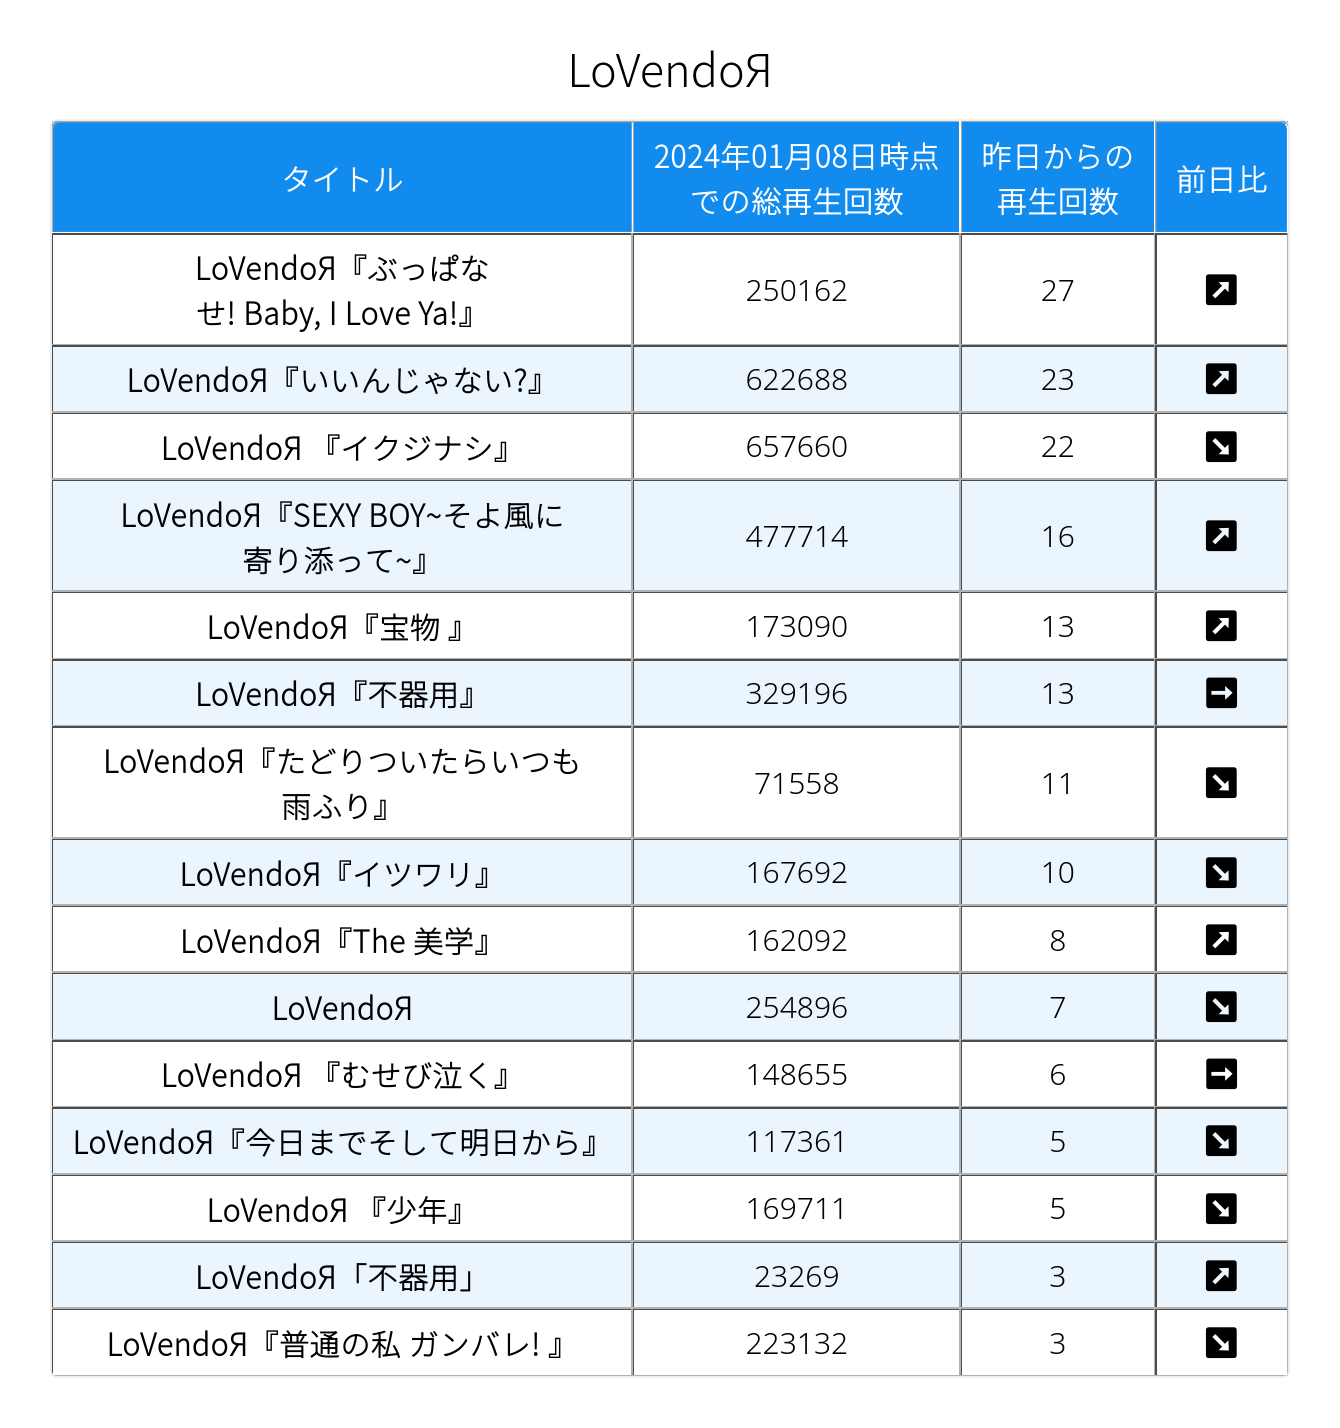 LoVendoЯ
タイトル
2024年01月08日時点
での総再生回数
昨日からの
再生回数
前日比
LoVendoЯ『ぶっぱな
せ! Baby, I Love Ya!』
250162
27
LoVendoЯ『いいんじゃない?』
622688
23
LoVendoЯ 『イクジナシ』
657660
22
LoVendoЯ『SEXY BOY~そよ風に
寄り添って~』
477714
16
LoVendoЯ『宝物 』
173090
13
LoVendoЯ『不器用』
329196
13
LoVendoЯ『たどりついたらいつも
雨ふり』
71558
11
LoVendoЯ『イツワリ』
167692
10
LoVendoЯ『The 美学』
162092
8
LoVendoЯ
254896
7
LoVendoЯ 『むせび泣く』
148655
6
LoVendoЯ『今日までそして明日から』
117361
5
LoVendoЯ 『少年』
169711
5
LoVendoЯ「不器用」
23269
3
LoVendoЯ『普通の私 ガンバレ! 』
223132
3